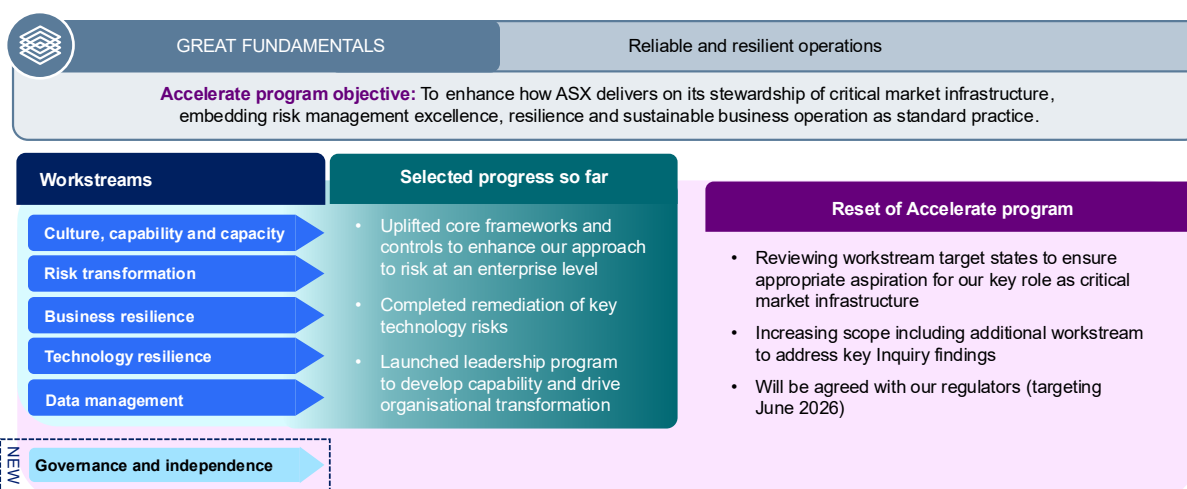 GREAT FUNDAMENTALS
Reliable and resilient operations
Accelerate program objective: To enhance how ASX delivers on its stewardship of critical market infrastructure,
embedding risk management excellence, resilience and sustainable business operation as standard practice.
Workstreams
Culture, capability and capacity
Risk transformation
Business resilience
Technology resilience
Data management
NEW
Governance and independence
Selected progress so far
• Uplifted core frameworks and
controls to enhance our approach
to risk at an enterprise level
• Completed remediation of key
technology risks
• Launched leadership program
to develop capability and drive
organisational transformation
Reset of Accelerate program
• Reviewing workstream target states to ensure
appropriate aspiration for our key role as critical
market infrastructure
• Increasing scope including additional workstream
to address key Inquiry findings
• Will be agreed with our regulators (targeting
June 2026)